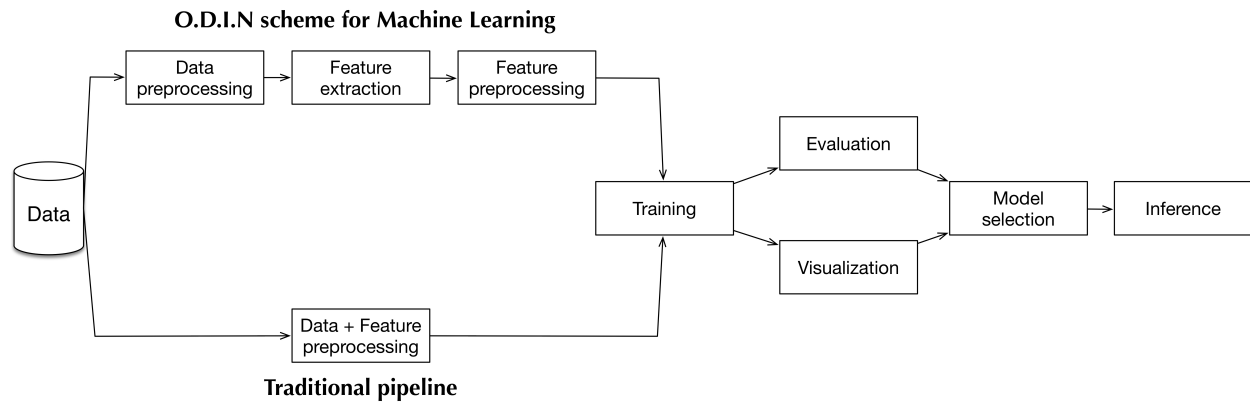 O.D.I.N scheme for Machine Learning
Data
preprocessing
Feature
extraction
Feature
preprocessing
Data
Training
Evaluation
Visualization
Model
selection
Inference
Data + Feature
preprocessing
Traditional pipeline